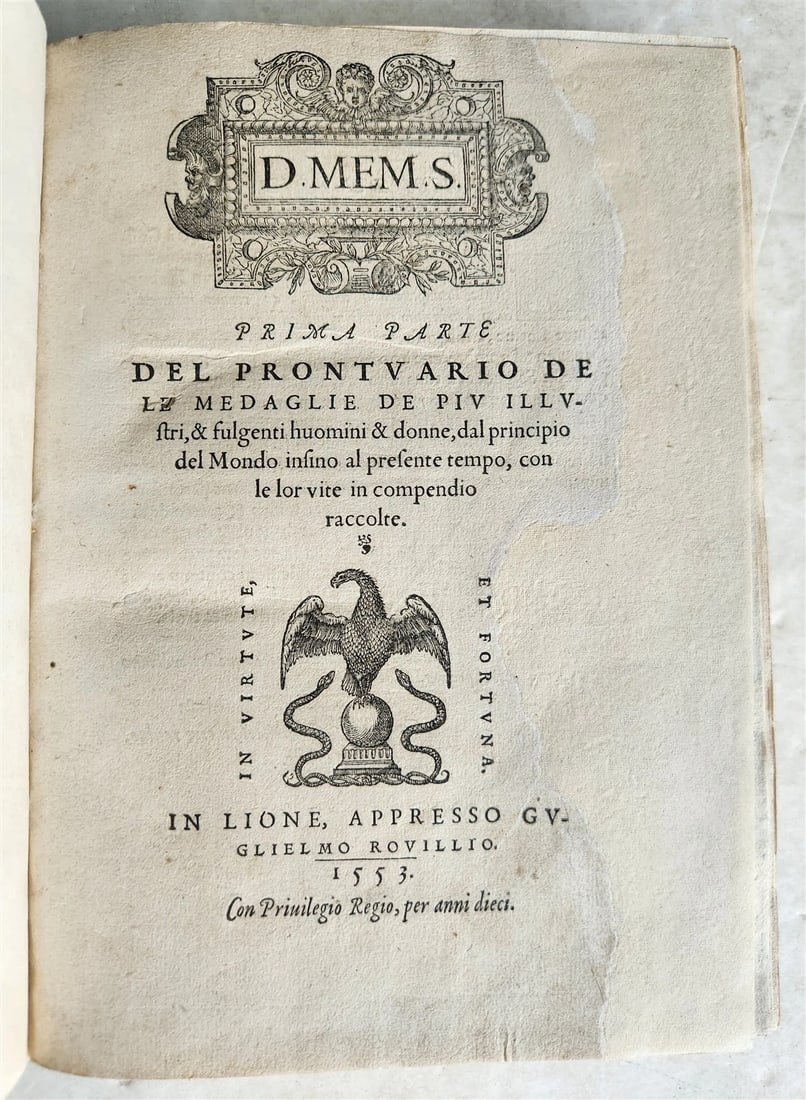 D.MEM.S.
PRIMA PARTE
DEL PRONTVARIO DE
LE MEDAGLIE DE PIV ILLV-
ſtri,& fulgenti huomini & donne,dal principio
del Mondo inſino al preſente tempo, con
le lor vite in compendio
raccolte.
IN VIRTVTE,
ET FORTVNA.
IN LIONE, APPRESSO GV-
GLIELMO ROVILLIO.
1553.
Con Priuilegio Regio, per anni dieci.